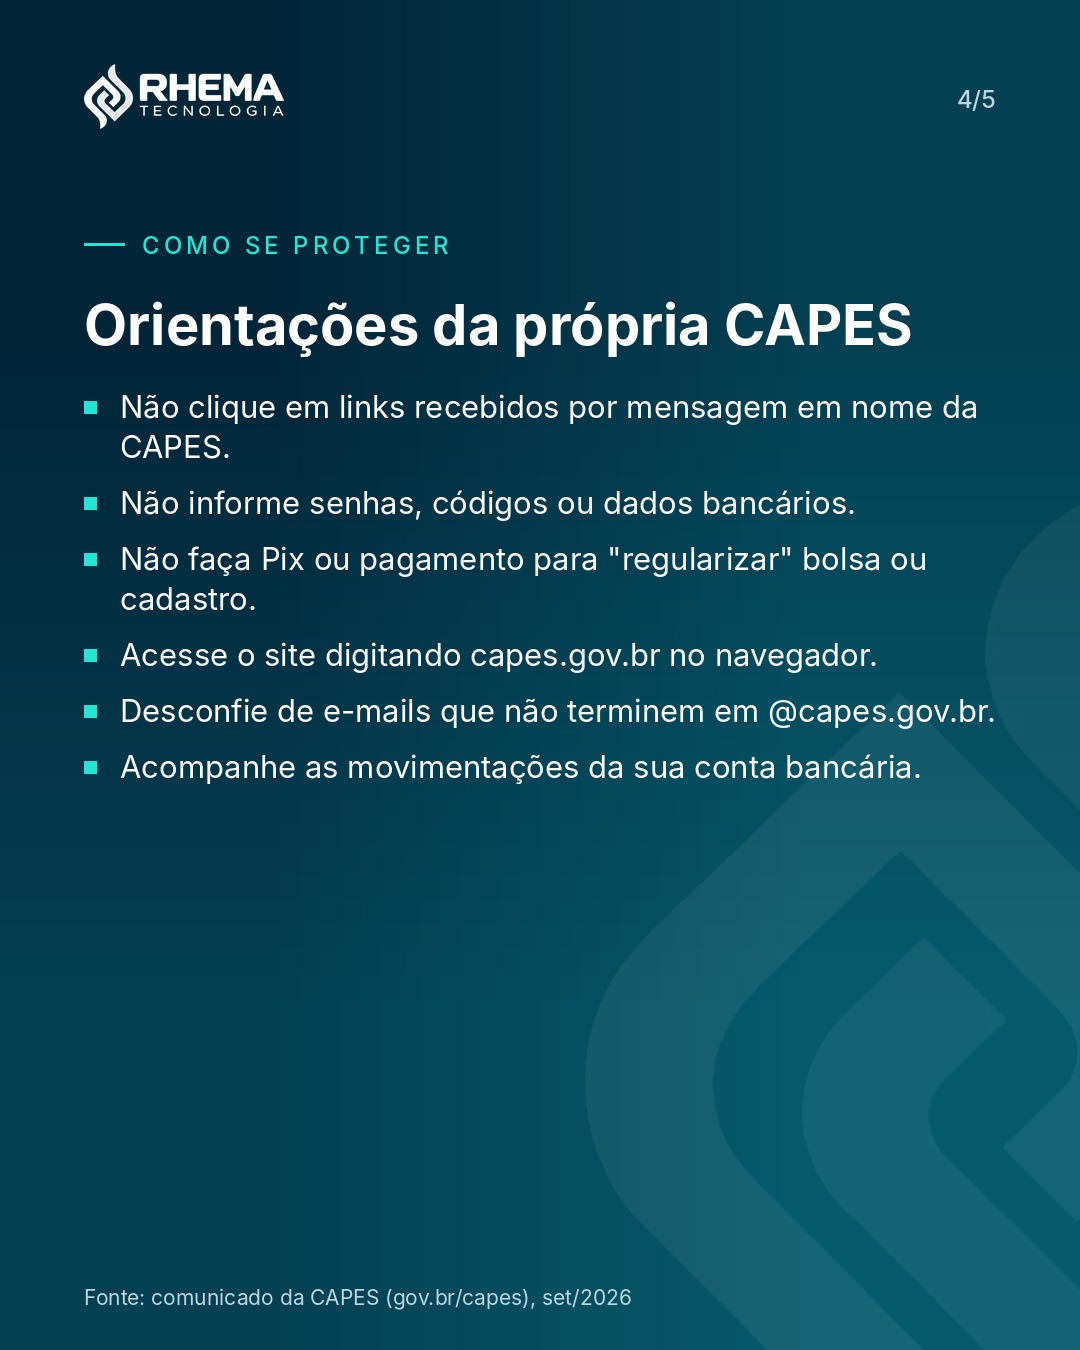 RHEMA
TECNOLOGIA
4/5
COMO SE PROTEGER
Orientações da própria CAPES
Não clique em links recebidos por mensagem em nome da
CAPES.
Não informe senhas, códigos ou dados bancários.
Não faça Pix ou pagamento para "regularizar" bolsa ou
cadastro.
Acesse o site digitando capes.gov.br no navegador.
Desconfie de e-mails que não terminem em @capes.gov.br.
Acompanhe as movimentações da sua conta bancária.
Fonte: comunicado da CAPES (gov.br/capes), set/2026